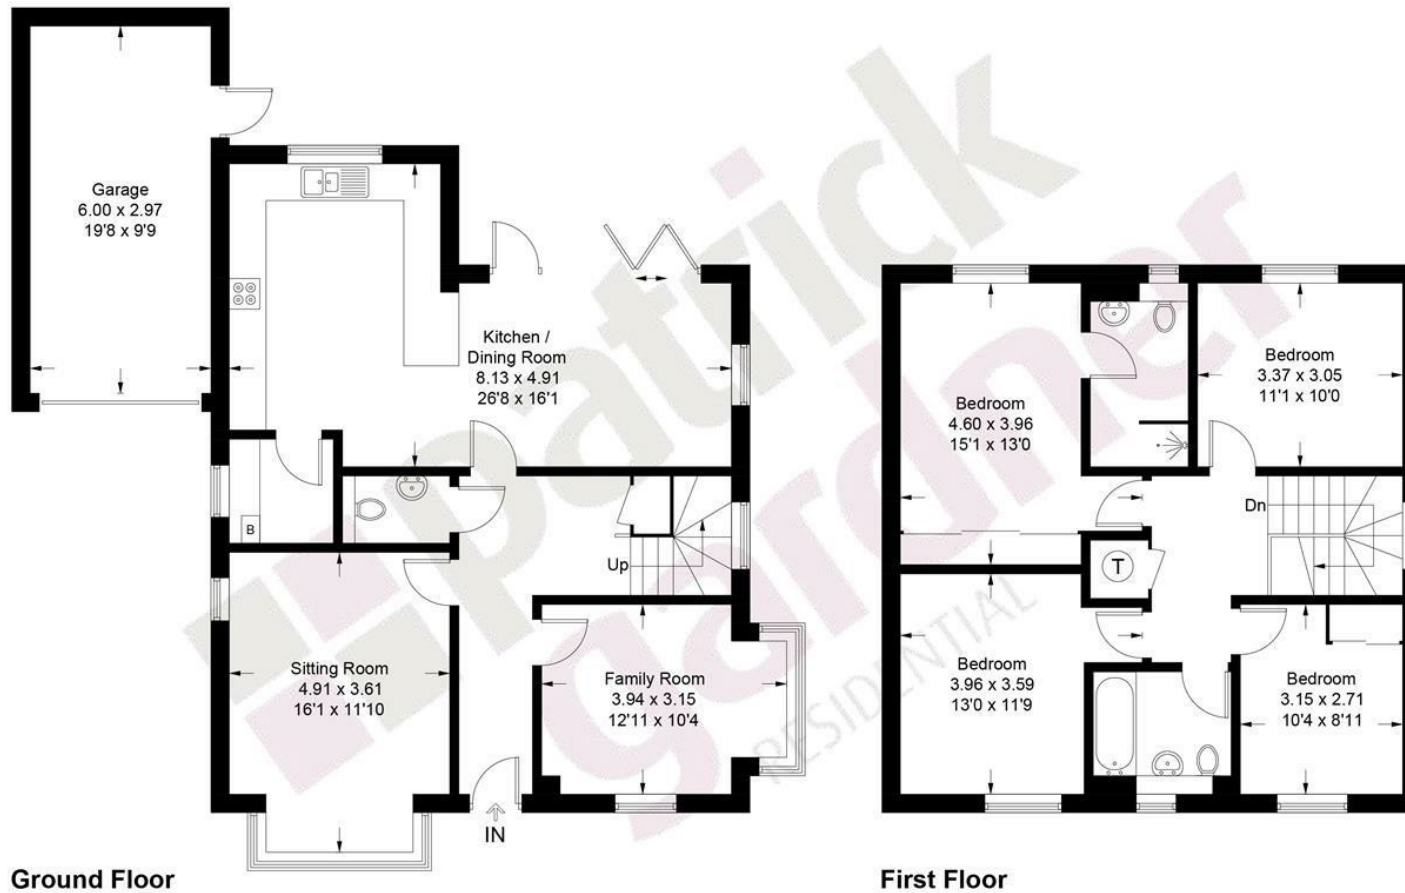 Garage
6.00 x 2.97
19'8 x 9'9
Kitchen /
Dining Room
8.13 x 4.91
26'8 x 16'1
B
Up
Sitting Room
4.91 x 3.61
16'1 x 11'10
Family Room
3.94 x 3.15
12'11 x 10'4
IN
Ground Floor
Bedroom
4.60 x 3.96
15'1 x 13'0
Bedroom
3.37 x 3.05
11'1 x 10'0
Dn
T
Bedroom
3.96 x 3.59
13'0 x 11'9
Bedroom
3.15 x 2.71
10'4 x 8'11
First Floor
patrick
gardner
RESIDENTIAL